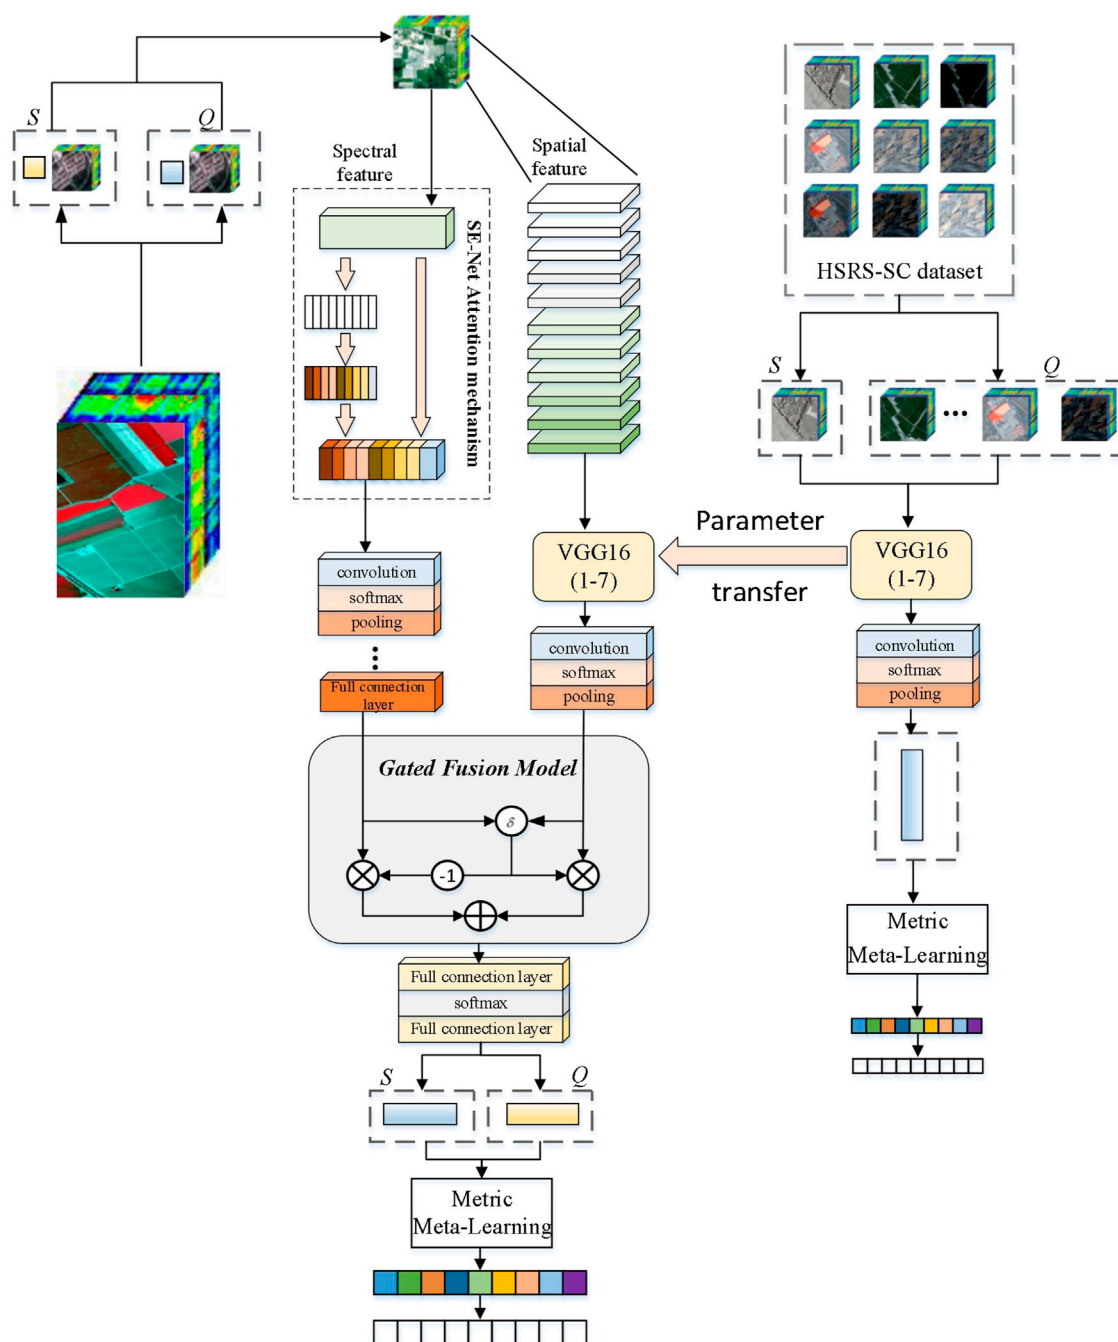 S
Q
Spectral
feature
Spatial
feature
SE-Net Attention mechanism
HSRS-SC dataset
S
Q
convolution
softmax
pooling
Full connection
layer
VGG16
(1-7)
Parameter
transfer
VGG16
(1-7)
convolution
softmax
pooling
convolution
softmax
pooling
Gated Fusion Model
δ
-1
Full connection layer
softmax
Full connection layer
S
Q
Metric
Meta-Learning
Metric
Meta-Learning